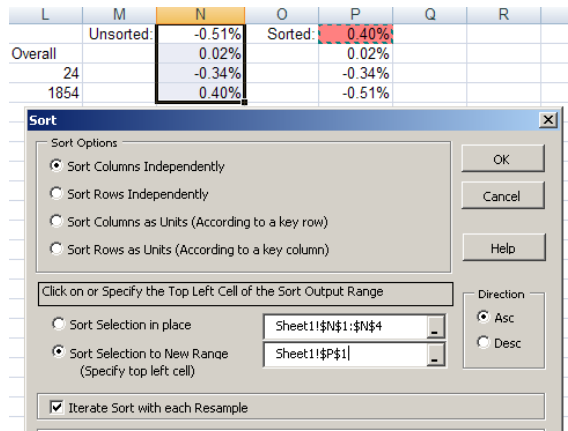 L M N O P Q R
Unsorted: -0.51% Sorted: 0.40%
Overall 0.02% 0.02%
24 -0.34% -0.34%
1854 0.40% -0.51%
Sort
Sort Options
Sort Columns Independently
OK
Sort Rows Independently
Cancel
Sort Columns as Units (According to a key row)
Sort Rows as Units (According to a key column)
Help
Click on or Specify the Top Left Cell of the Sort Output Range
Direction
Sort Selection in place
Sheet1!$N$1:$N$4
Asc
Sort Selection to New Range
(Specify top left cell)
Sheet1!$P$1
Desc
Iterate Sort with each Resample